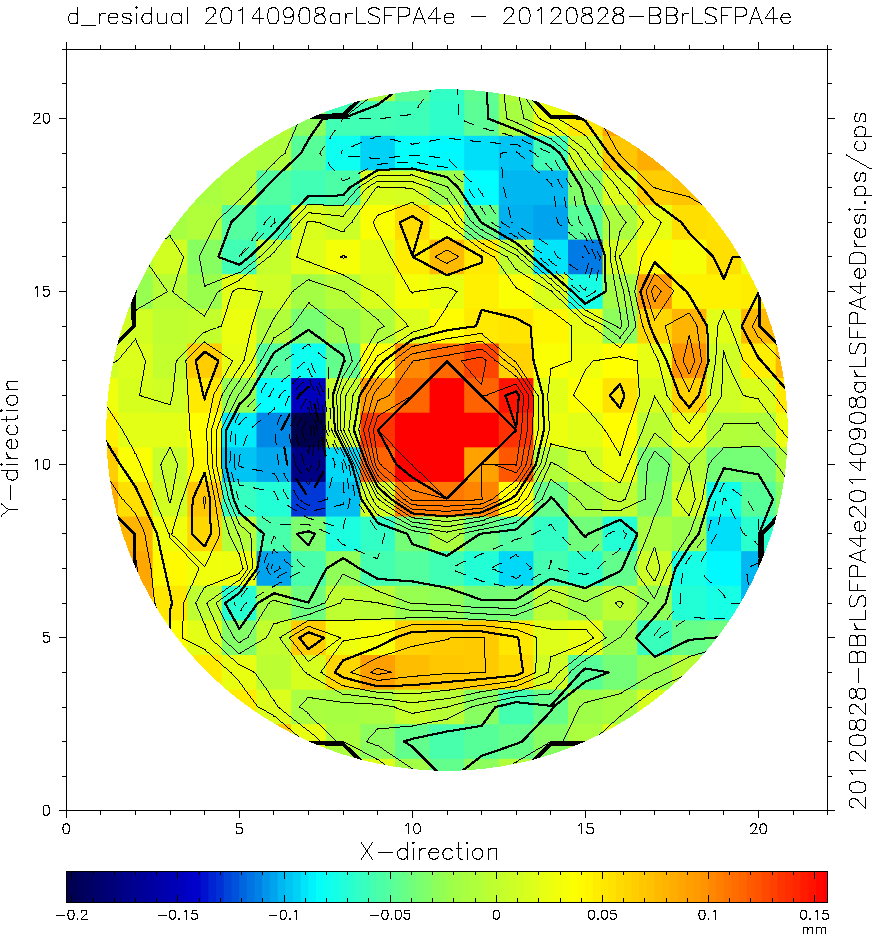 d_residual 20140908arLSFPA4e - 20120828-BBrLSFPA4e
20
15
10
5
0
Y-direction
0 5 10 15 20
X-direction
20120828-BBrLSFPA4e20140908arLSFPA4eDresi.ps/cps
-0.2 -0.15 -0.1 -0.05 0 0.05 0.1 0.15
mm